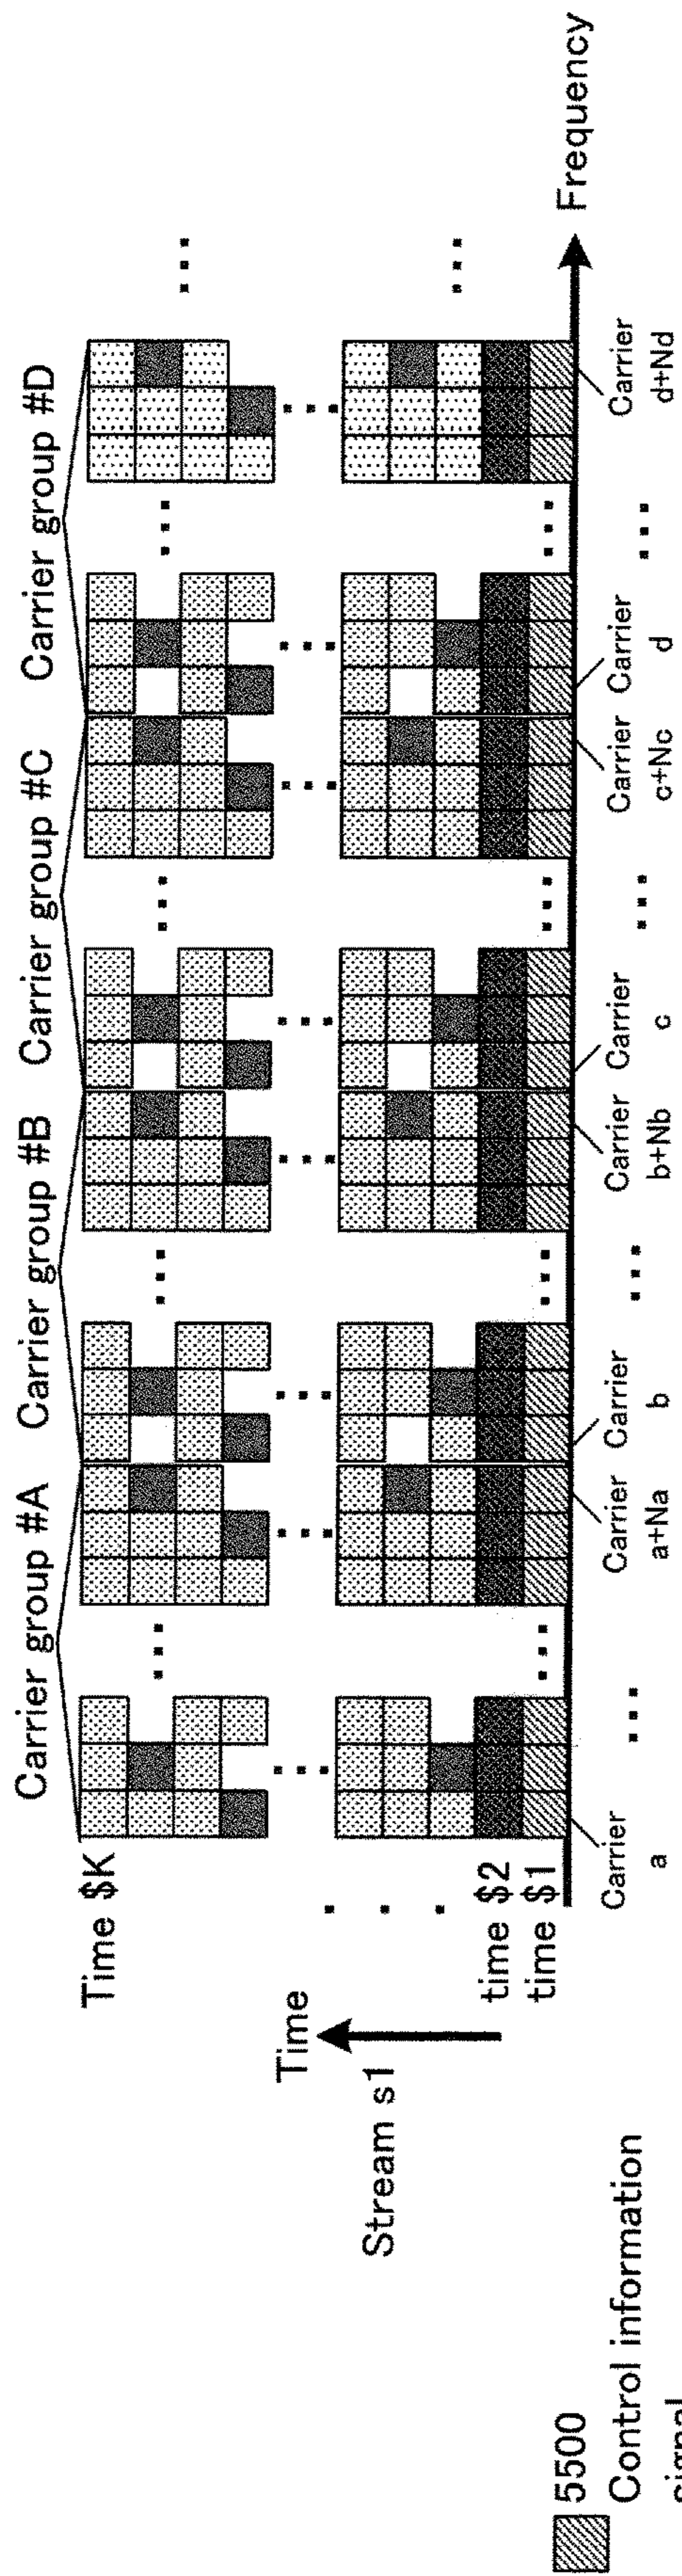 Carrier group #A
Carrier group #B
Carrier group #C
Carrier group #D
Time $K
Time
Stream s1
time $2
time $1
Frequency
Carrier
a
Carrier
a+Na
Carrier
b
Carrier
b+Nb
Carrier
c
Carrier
c+Nc
Carrier
d
Carrier
d+Nd
5500
Control information
signal